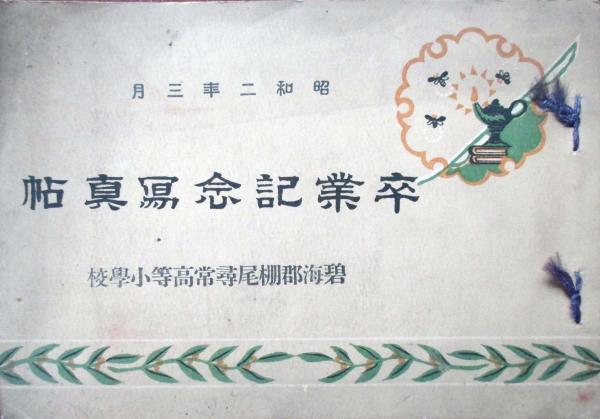 昭和二年三月
卒業記念寫真帖
碧海郡棚尾尋常高等小學校